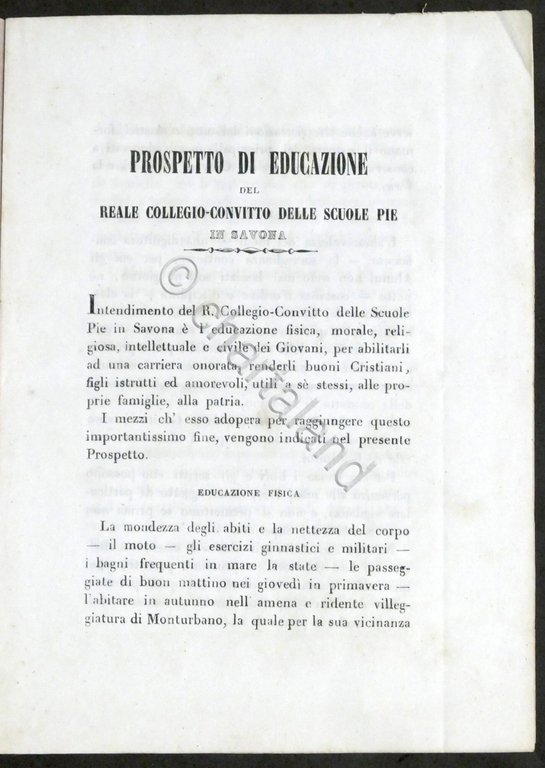 PROSPETTO DI EDUCAZIONE
DEL
REALE COLLEGIO-CONVITTO DELLE SCUOLE PIE
IN SAVONA
Intendimento del R. Collegio-Convitto delle Scuole
Pie in Savona è l'educazione fisica, morale, reli-
giosa, intellettuale e civile dei Giovani, per abilitarli
ad una carriera onorata, renderli buoni Cristiani,
figli istrutti ed amorevoli, utili a sè stessi, alle pro-
prie famiglie, alla patria.
I mezzi ch' esso adopera per raggiungere questo
importantissimo fine, vengono indicati nel presente
Prospetto.
EDUCAZIONE FISICA
La mondezza degli abiti e la nettezza del corpo
— il moto — gli esercizi ginnastici e militari —
i bagni frequenti in mare la state — le passeg-
giate di buon mattino nei giovedì in primavera —
l'abitare in autunno nell'amena e ridente villeg-
giatura di Monturbano, la quale per la sua vicinanza
© chartaland